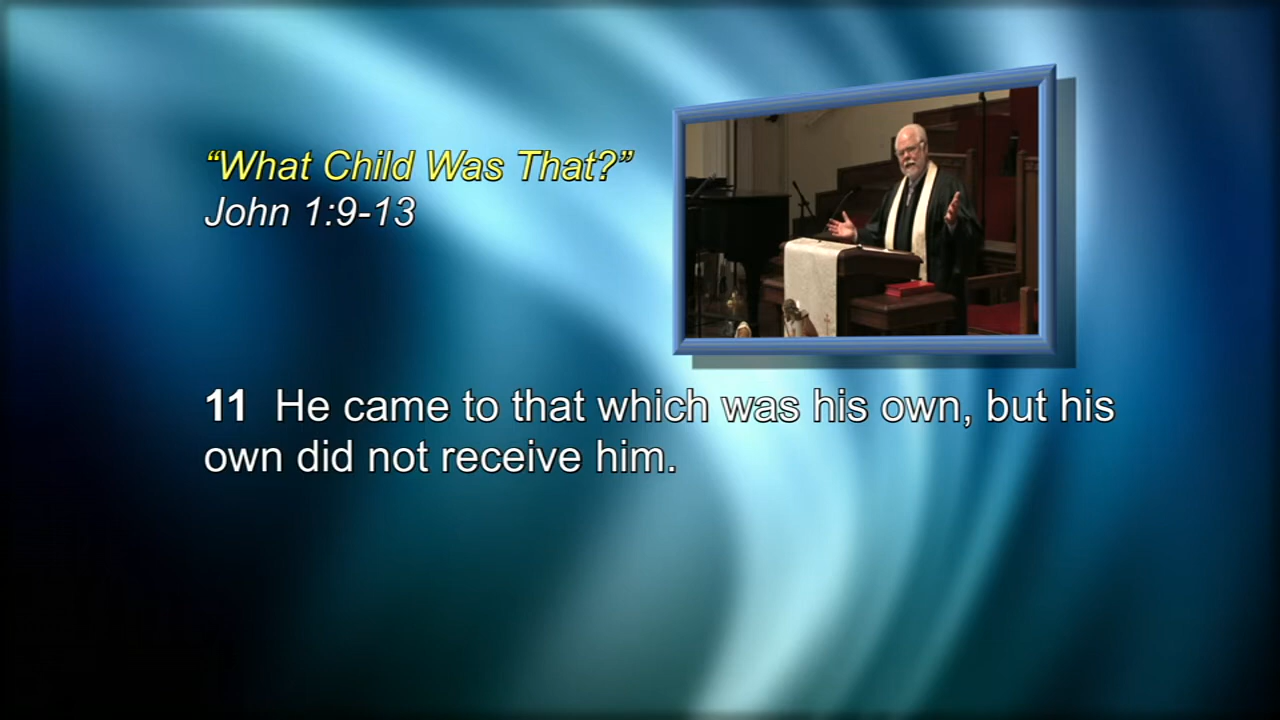 “What Child Was That?”
John 1:9-13
11 He came to that which was his own, but his
own did not receive him.